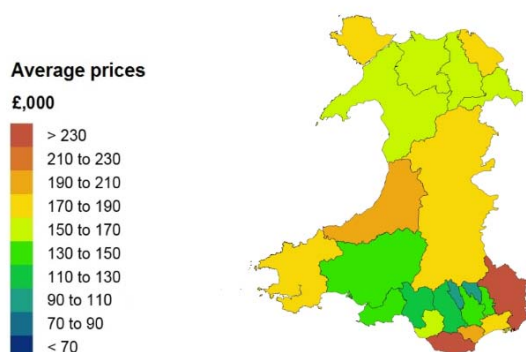 Average prices
£,000
> 230
210 to 230
190 to 210
170 to 190
150 to 170
130 to 150
110 to 130
90 to 110
70 to 90
< 70